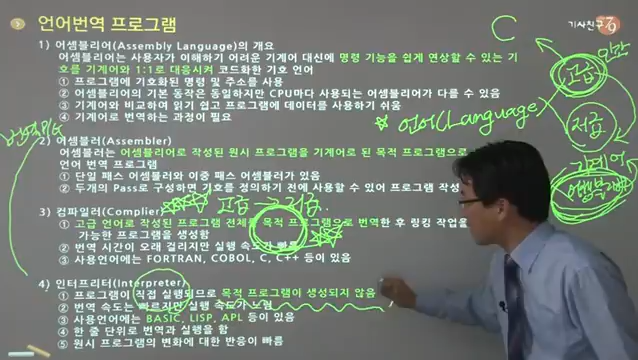 언어번역 프로그램
기사친구
1) 어셈블리어(Assembly Language)의 개요
어셈블리어는 사용자가 이해하기 어려운 기계어 대신에 명령 기능을 쉽게 연상할 수 있는 기
호를 기계어와 1:1로 대응시켜 코드화한 기호 언어
① 프로그램에 기호화된 명령 및 주소를 사용
② 어셈블리어의 기본 동작은 동일하지만 CPU마다 사용되는 어셈블리어가 다를 수 있음
③ 기계어와 비교하여 읽기 쉽고 프로그램에 데이터를 사용하기 쉬움
④ 기계어로 번역하는 과정이 필요
2) 어셈블러(Assembler)
어셈블러는 어셈블리어로 작성된 원시 프로그램을 기계어로 된 목적 프로그램으로
언어 번역 프로그램
① 단일 패스 어셈블러와 이중 패스 어셈블러가 있음
② 두개의 Pass로 구성하면 기호를 정의하기 전에 사용할 수 있어 프로그램 작성
3) 컴파일러(Complier)
① 고급 언어로 작성된 프로그램 전체를 목적 프로그램으로 번역한 후 링킹 작업을
가능한 프로그램을 생성함
② 번역 시간이 오래 걸리지만 실행 속도가 빠름
③ 사용언어에는 FORTRAN, COBOL, C, C++ 등이 있음
4) 인터프리터(Interpreter)
① 프로그램이 직접 실행되므로 목적 프로그램이 생성되지 않음
② 번역 속도는 빠르지만 실행 속도가 느림
③ 사용언어에는 BASIC, LISP, APL 등이 있음
④ 한 줄 단위로 번역과 실행을 함
⑤ 원시 프로그램의 변화에 대한 반응이 빠름
C
고급
인간
언어(Language)
저급
기계어
고급 → 저급